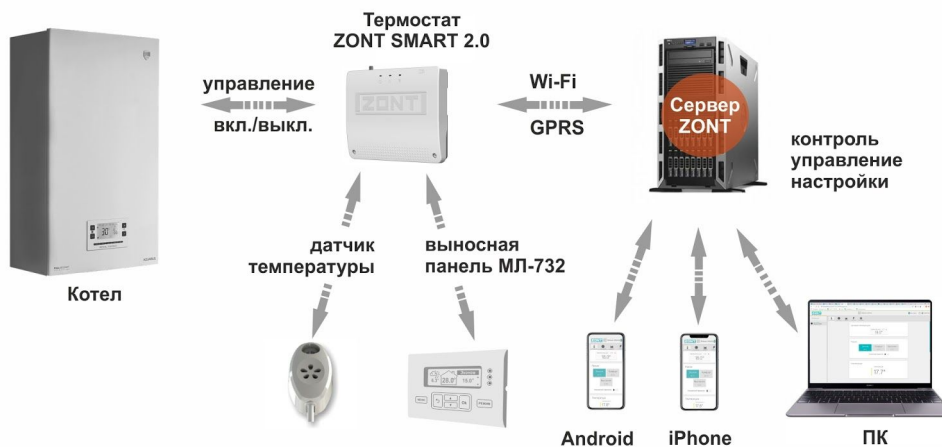 Термостат
ZONT SMART 2.0
управление
вкл./выкл.
ZONT
Wi-Fi
GPRS
Сервер
ZONT
контроль
управление
настройки
датчик
температуры
выносная
панель МЛ-732
Котел
Android
iPhone
ПК